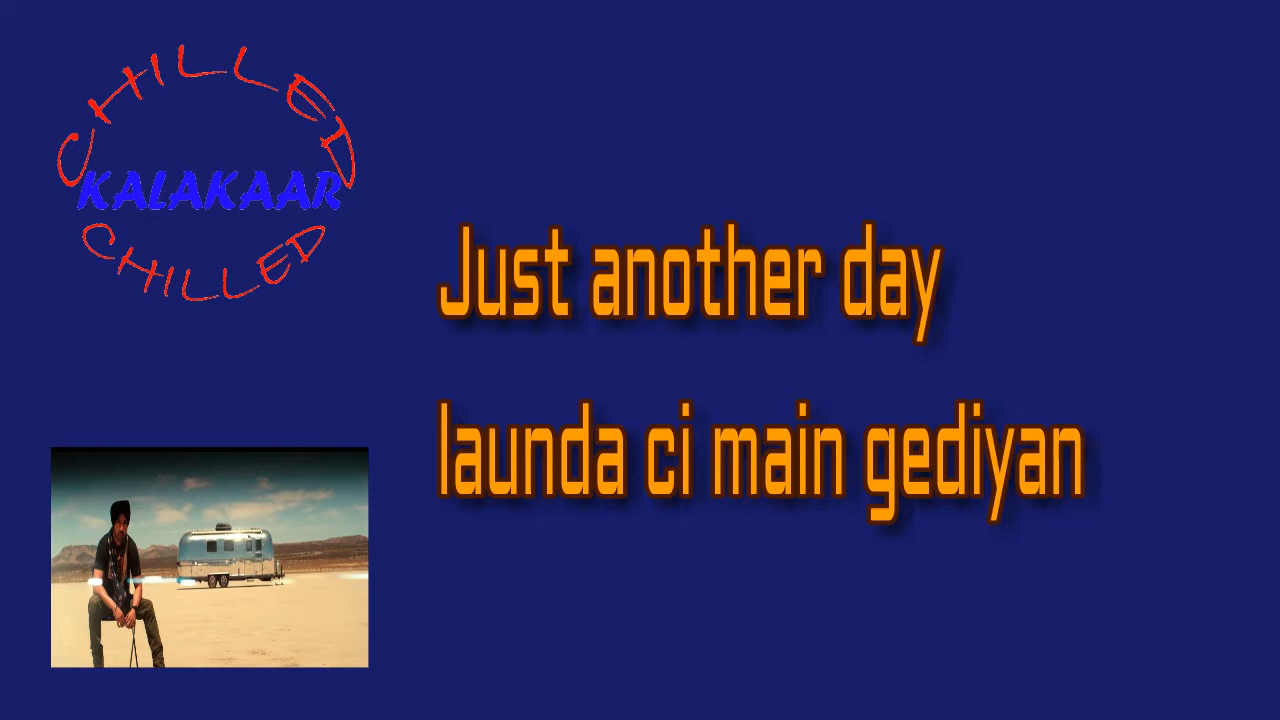 CHILLED
KALAKAAR
CHILLED
Just another day
launda ci main gediyan